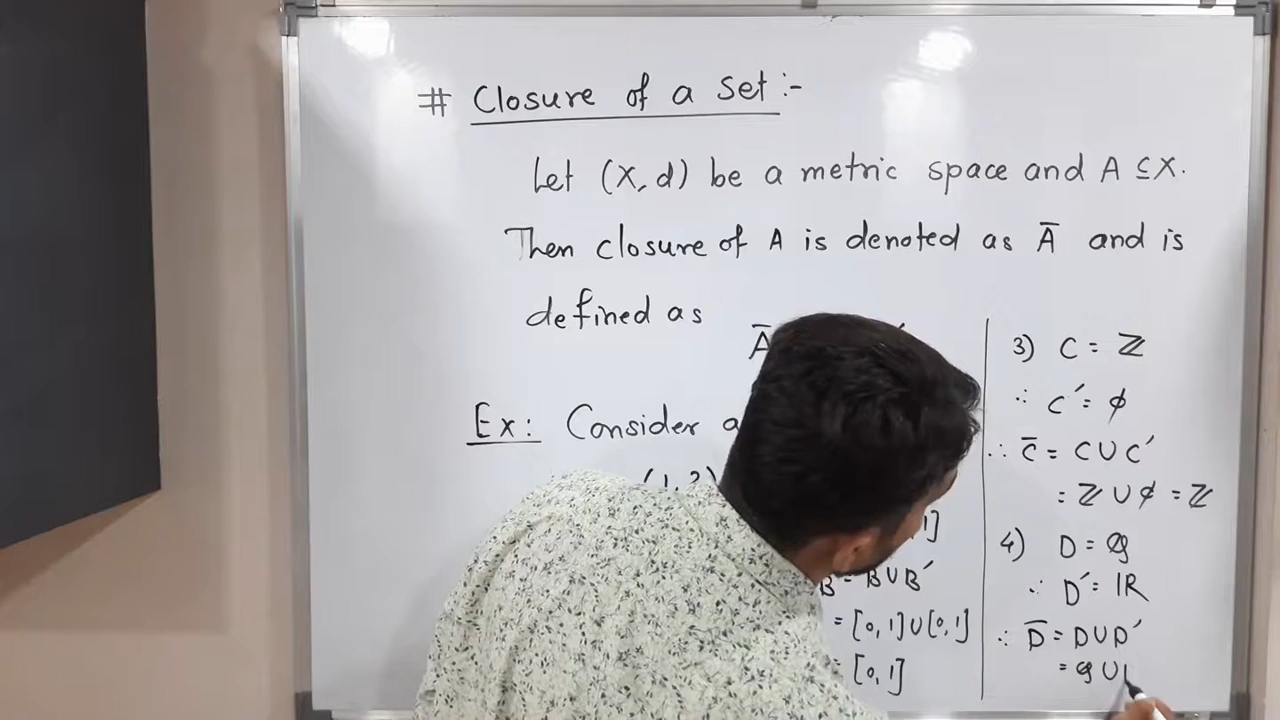 # Closure of a set :-
Let (X, d) be a metric space and A ⊆ X.
Then closure of A is denoted as Ā and is
defined as
Ā
Ex: Consider a
(1, 2)
1]
B̄ = B ∪ B′
= [0, 1] ∪ [0, 1]
= [0, 1]
3) C = ℤ
∴ C′ = ϕ
∴ C̄ = C ∪ C′
= ℤ ∪ ϕ = ℤ
4) D = ℚ
∴ D′ = ℝ
∴ D̄ = D ∪ D′
= ℚ ∪